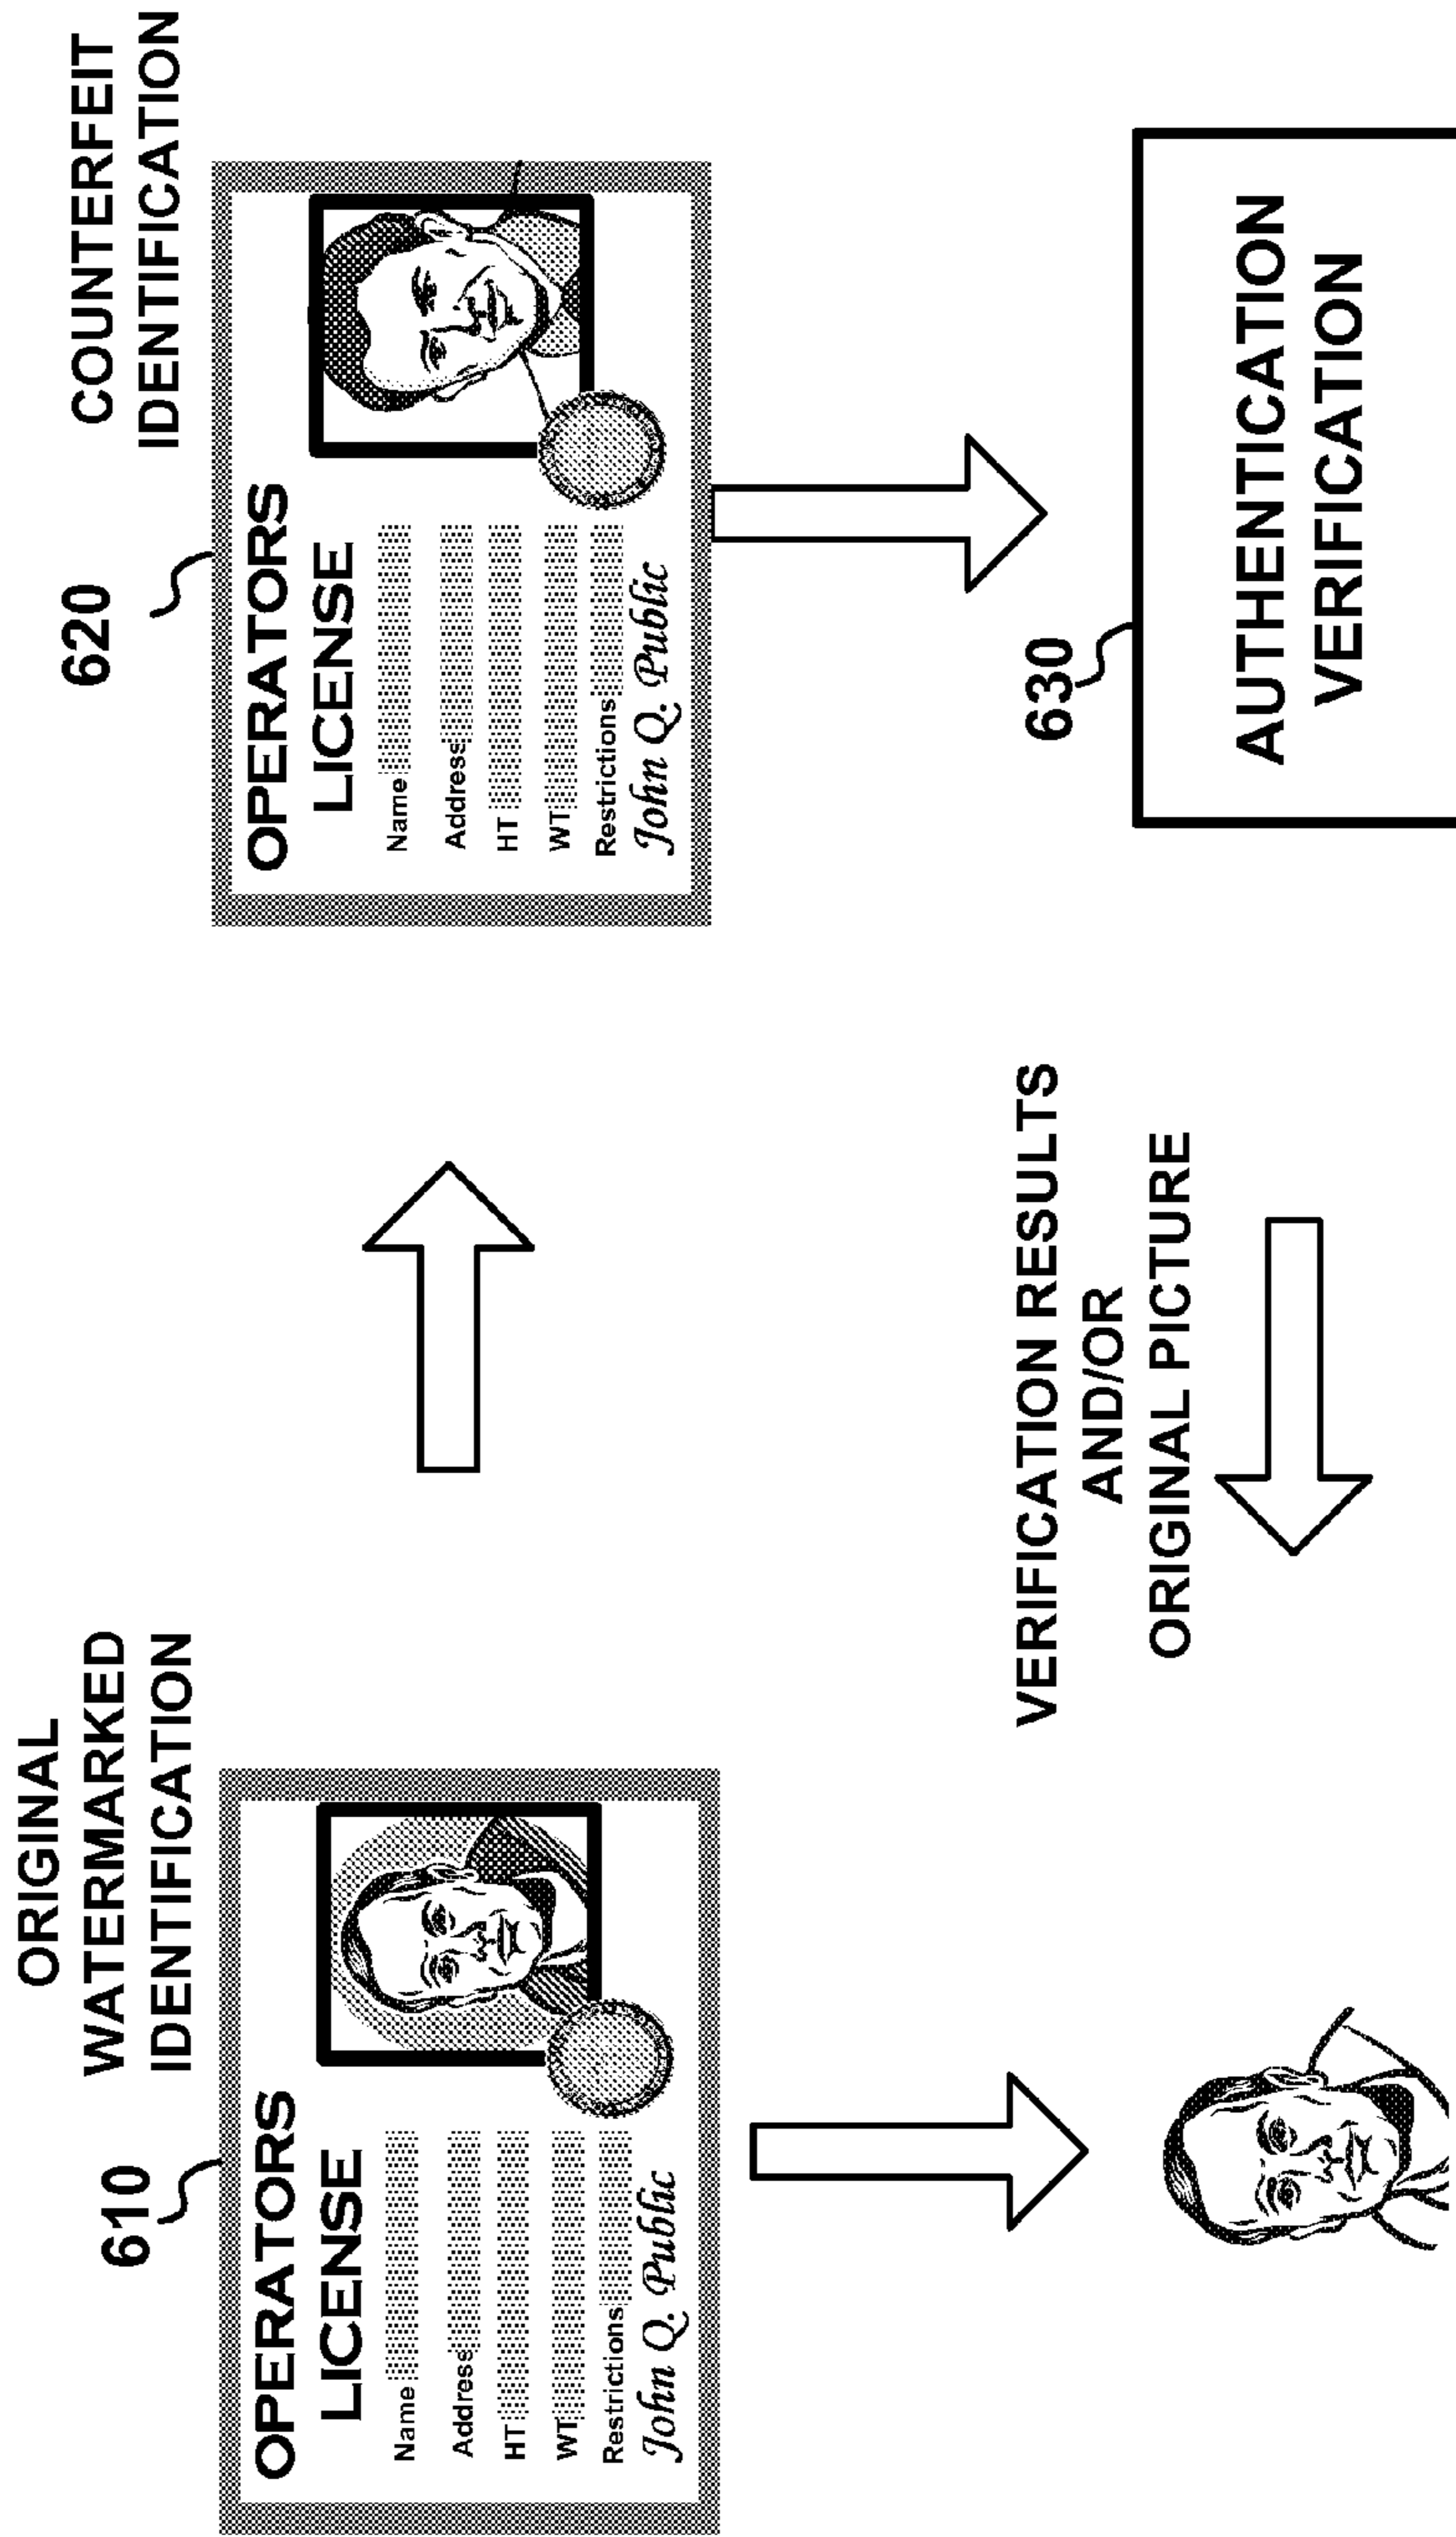 ORIGINAL
WATERMARKED
IDENTIFICATION
610
OPERATORS
LICENSE
Name
Address
HT
WT
Restrictions
John Q. Public
COUNTERFEIT
IDENTIFICATION
620
OPERATORS
LICENSE
Name
Address
HT
WT
Restrictions
John Q. Public
VERIFICATION RESULTS
AND/OR
ORIGINAL PICTURE
630
AUTHENTICATION
VERIFICATION